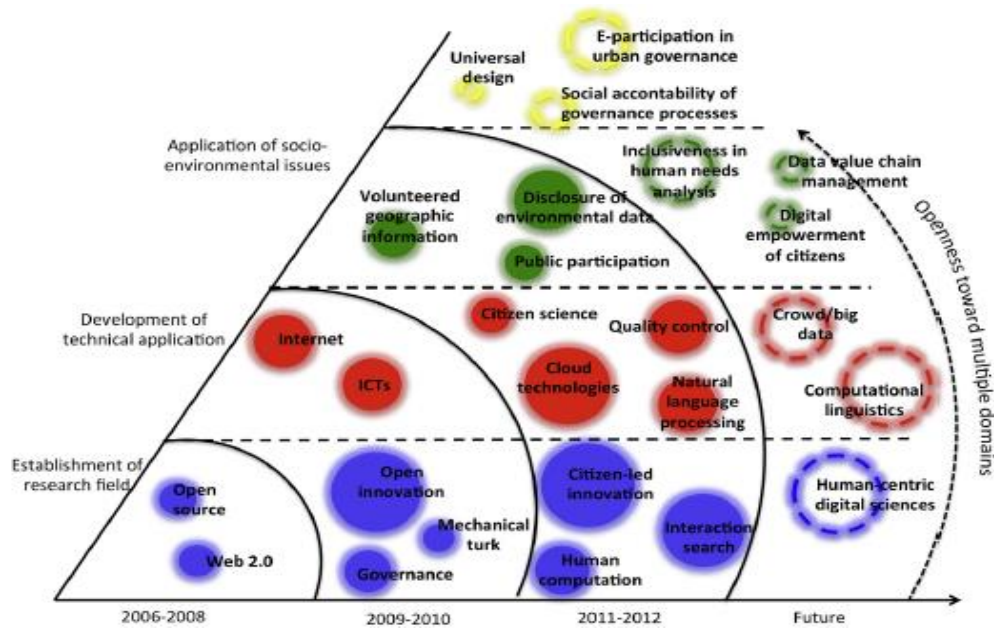 E-participation in
urban governance
Universal
design
Social accontability of
governance processes
Application of socio-
environmental issues
Inclusiveness in
human needs
analysis
Data value chain
management
Volunteered
geographic
information
Disclosure of
environmental data
Digital
empowerment
of citizens
Public participation
Openness toward multiple domains
Development of
technical application
Internet
Citizen science
Quality control
Crowd/big
data
ICTs
Cloud
technologies
Natural
language
processing
Computational
linguistics
Establishment of
research field
Open
source
Open
innovation
Citizen-led
innovation
Human-centric
digital sciences
Mechanical
turk
Interaction
search
Web 2.0
Governance
Human
computation
2006-2008
2009-2010
2011-2012
Future